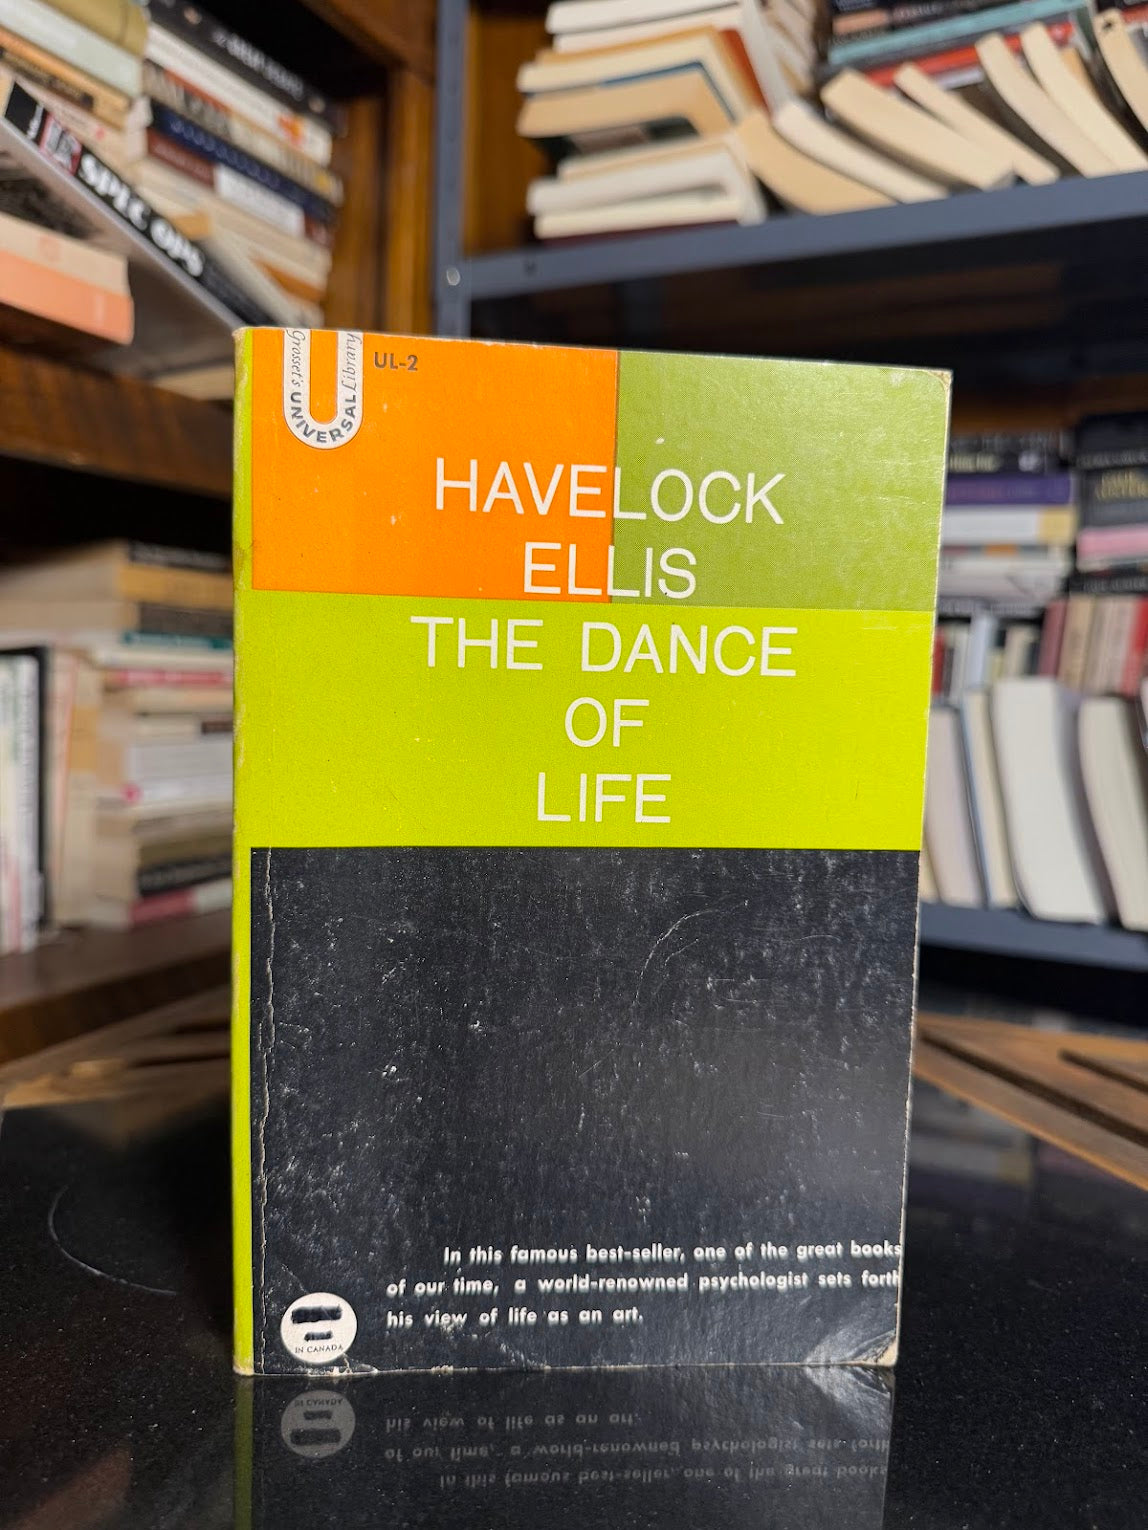 Grosset's UNIVERSAL Library
UL-2
HAVELOCK
ELLIS
THE DANCE
OF
LIFE
In this famous best-seller, one of the great books
of our time, a world-renowned psychologist sets forth
his view of life as an art.
IN CANADA
SPEC OPS